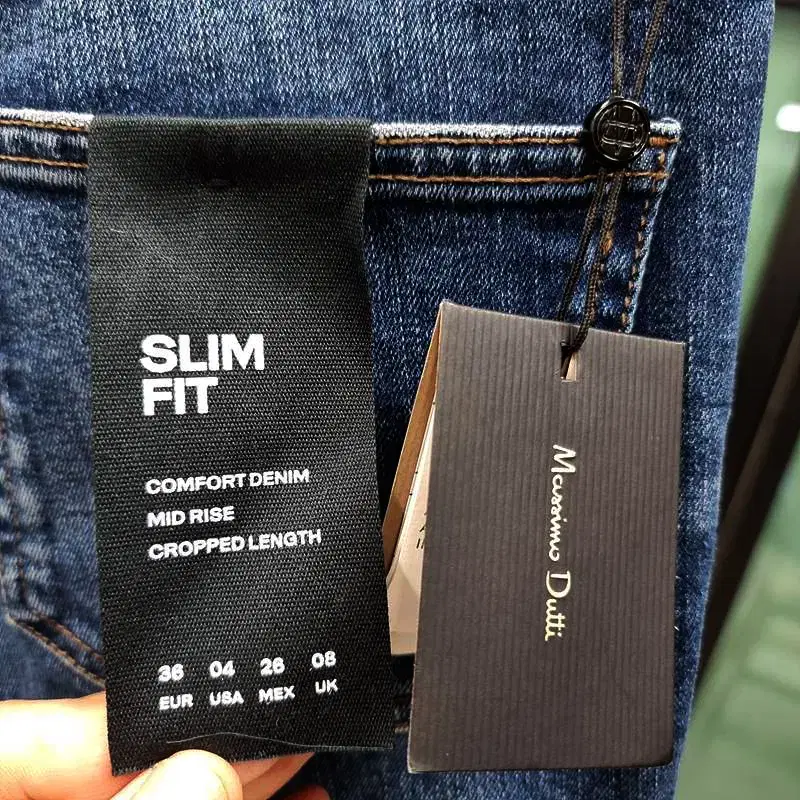 SLIM
FIT
COMFORT DENIM
MID RISE
CROPPED LENGTH
36 04 26 08
EUR USA MEX UK
Massimo Dutti